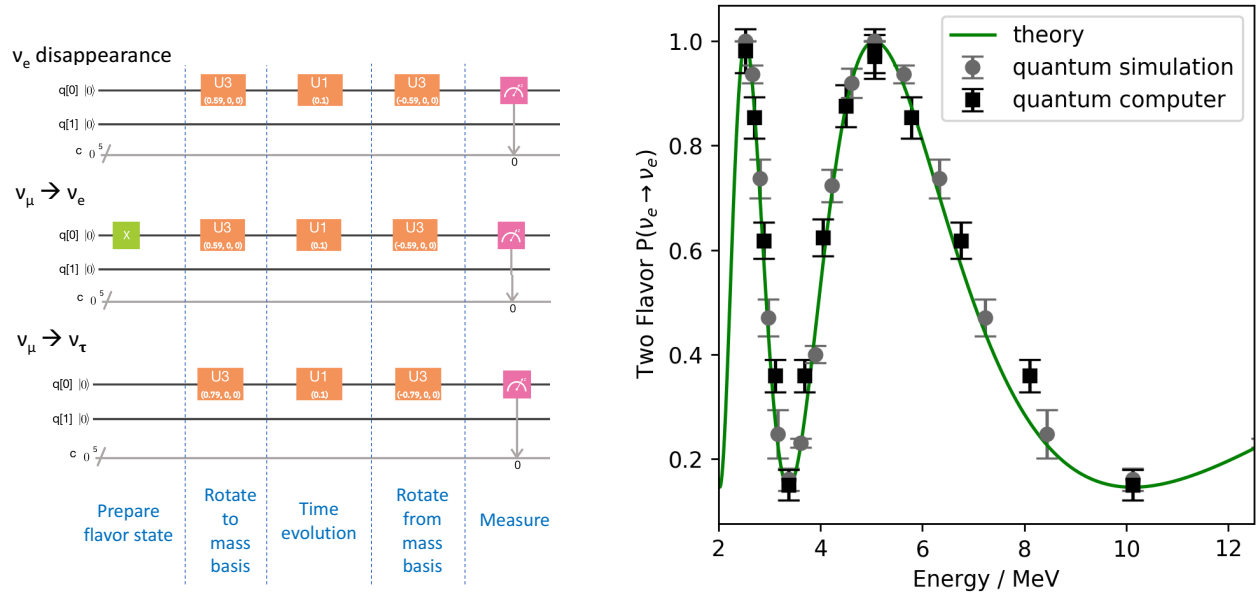 νe disappearance
q[0] |0⟩ U3 U1 U3
(0.59, 0, 0) (0.1) (-0.59, 0, 0)
q[1] |0⟩
c 0 5
0
νμ → νe
q[0] |0⟩ X U3 U1 U3
(0.59, 0, 0) (0.1) (-0.59, 0, 0)
q[1] |0⟩
c 0 5
0
νμ → ντ
q[0] |0⟩ U3 U1 U3
(0.79, 0, 0) (0.1) (-0.79, 0, 0)
q[1] |0⟩
c 0 5
0
Prepare
flavor state
Rotate
to
mass
basis
Time
evolution
Rotate
from
mass
basis
Measure
theory
quantum simulation
quantum computer
Two Flavor P(νe → νe)
1.0
0.8
0.6
0.4
0.2
2 4 6 8 10 12
Energy / MeV